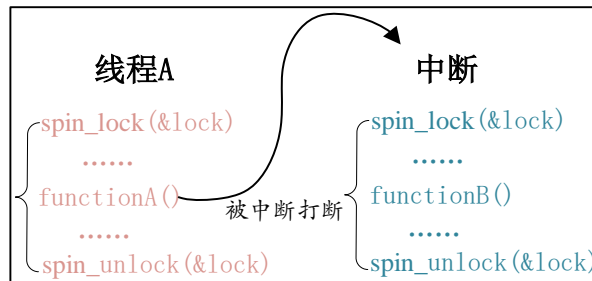 线程A
spin_lock(&lock)
......
functionA()
......
spin_unlock(&lock)
被中断打断
中断
spin_lock(&lock)
......
functionB()
......
spin_unlock(&lock)